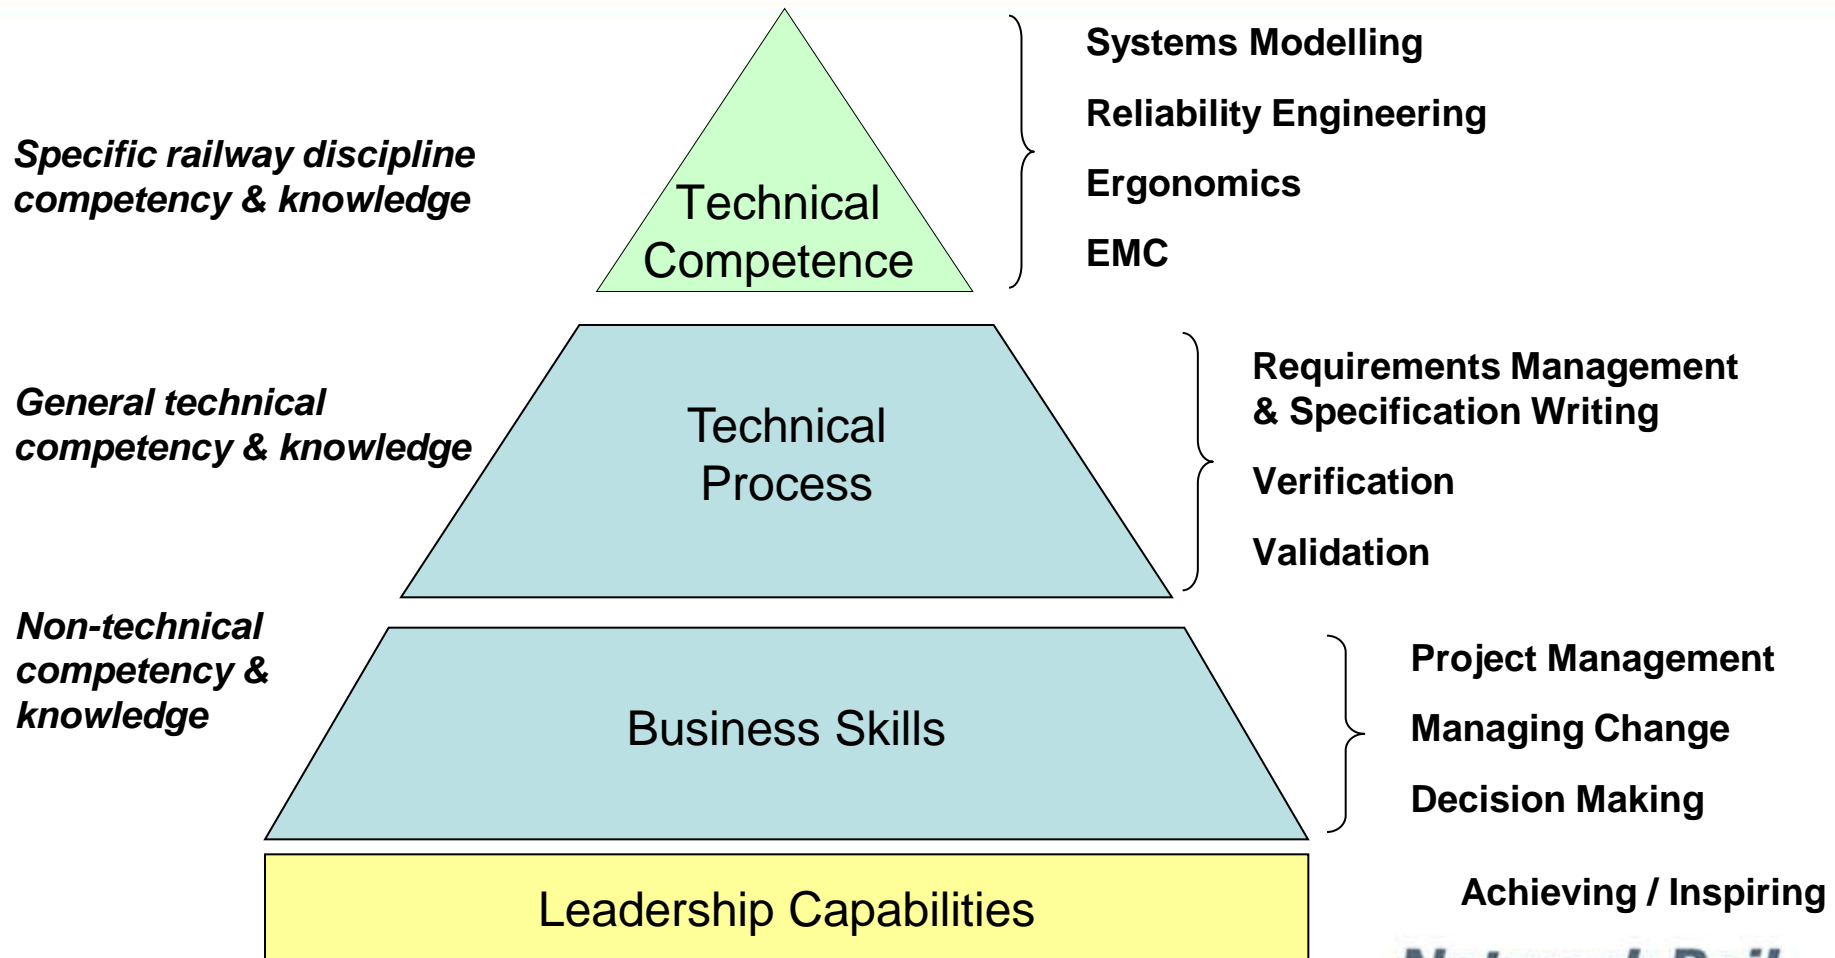 Systems Modelling
Reliability Engineering
Specific railway discipline
competency & knowledge
Technical
Competence
Ergonomics
EMC
General technical
competency & knowledge
Technical
Process
Requirements Management
& Specification Writing
Verification
Validation
Non-technical
competency &
knowledge
Business Skills
Project Management
Managing Change
Decision Making
Leadership Capabilities
Achieving / Inspiring